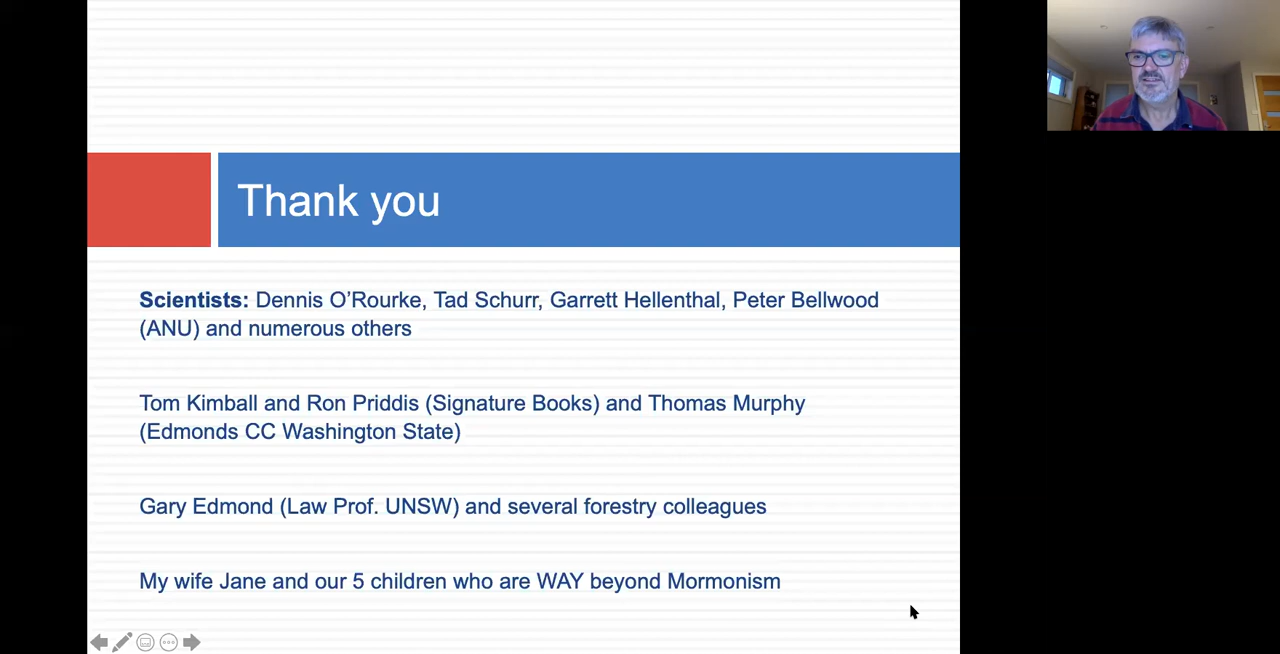 Thank you
Scientists: Dennis O’Rourke, Tad Schurr, Garrett Hellenthal, Peter Bellwood
(ANU) and numerous others
Tom Kimball and Ron Priddis (Signature Books) and Thomas Murphy
(Edmonds CC Washington State)
Gary Edmond (Law Prof. UNSW) and several forestry colleagues
My wife Jane and our 5 children who are WAY beyond Mormonism